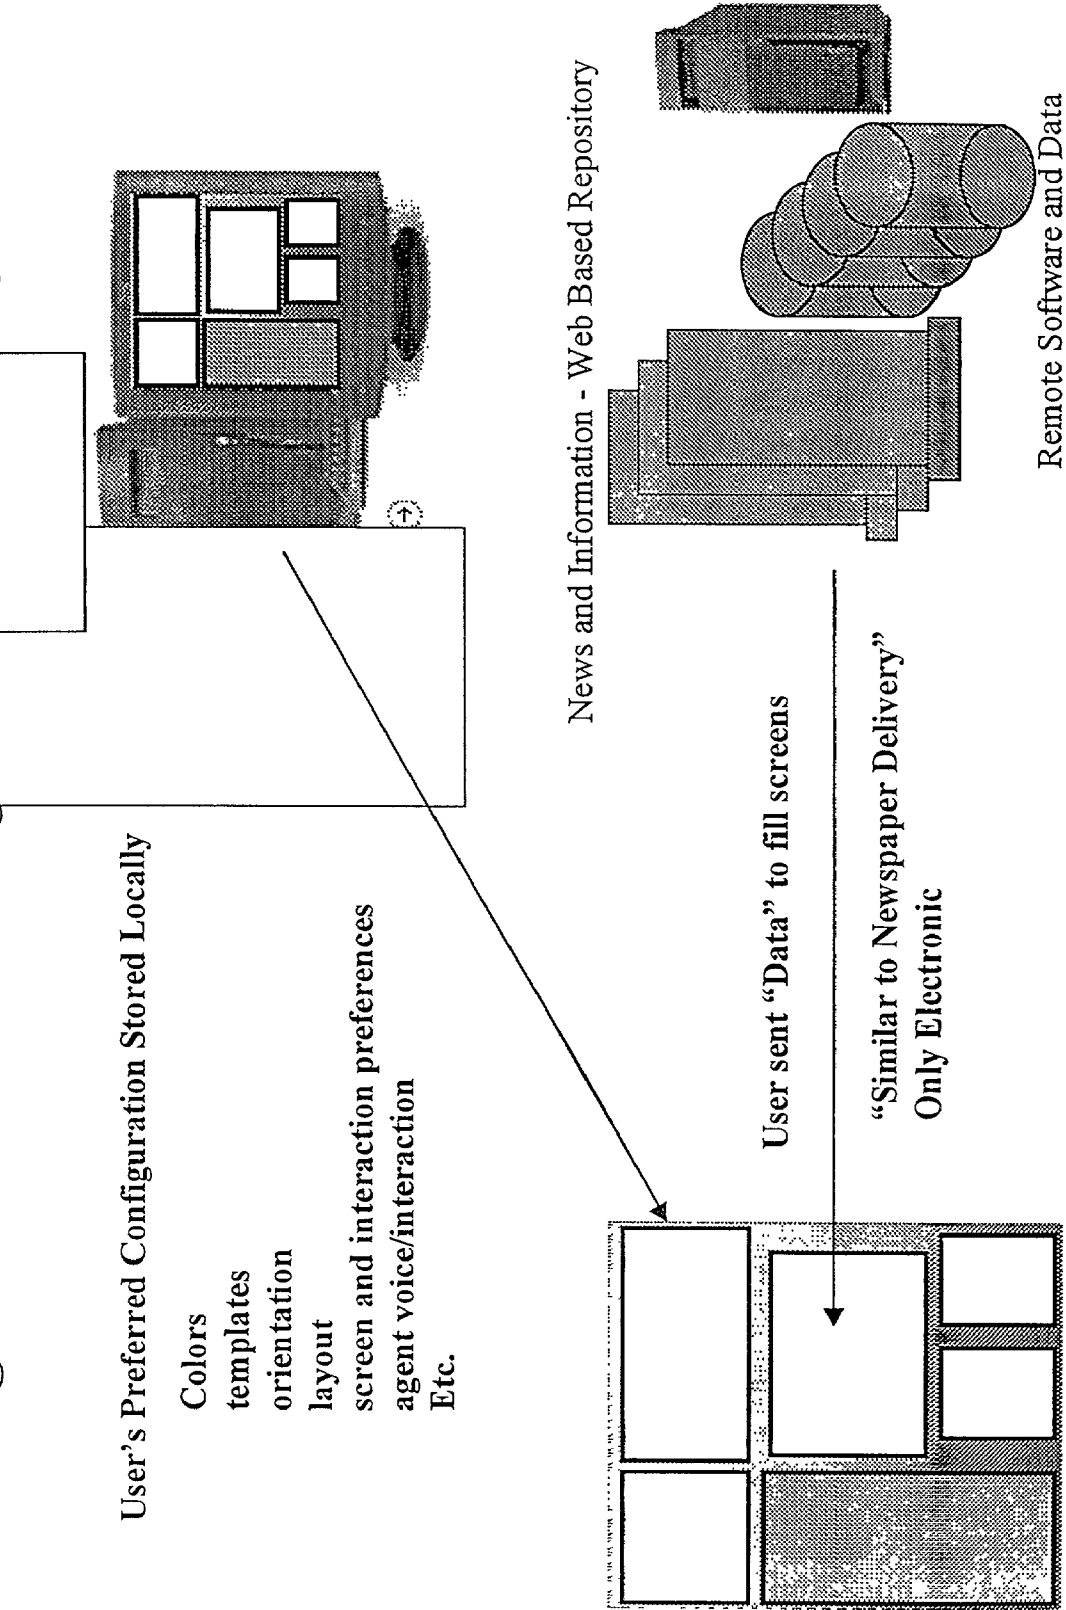 User's Preferred Configuration Stored Locally
Colors
templates
orientation
layout
screen and interaction preferences
agent voice/interaction
Etc.
News and Information - Web Based Repository
User sent “Data” to fill screens
“Similar to Newspaper Delivery”
Only Electronic
Remote Software and Data